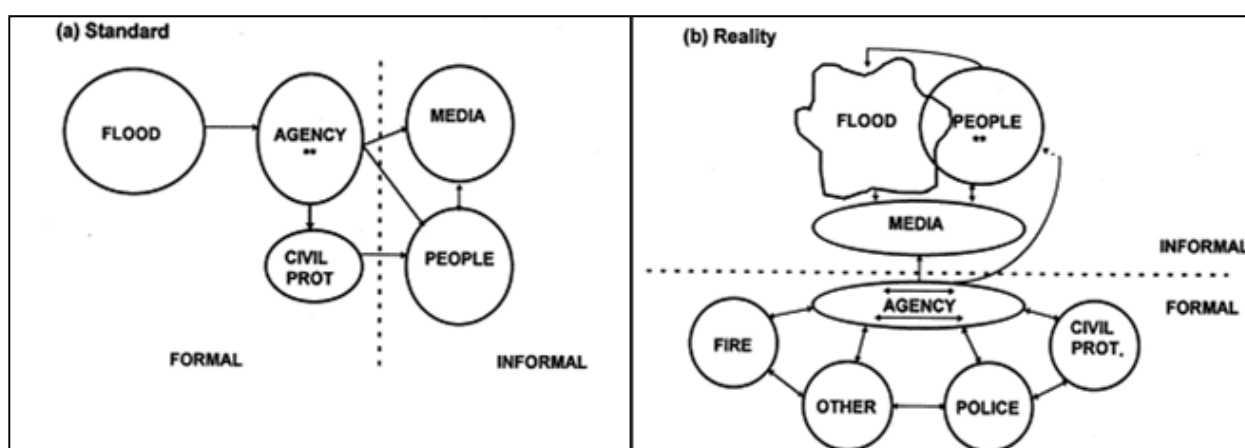 (a) Standard
FLOOD
AGENCY
**
MEDIA
CIVIL
PROT
PEOPLE
FORMAL
INFORMAL
(b) Reality
FLOOD
PEOPLE
**
MEDIA
INFORMAL
AGENCY
FORMAL
FIRE
CIVIL
PROT.
OTHER
POLICE